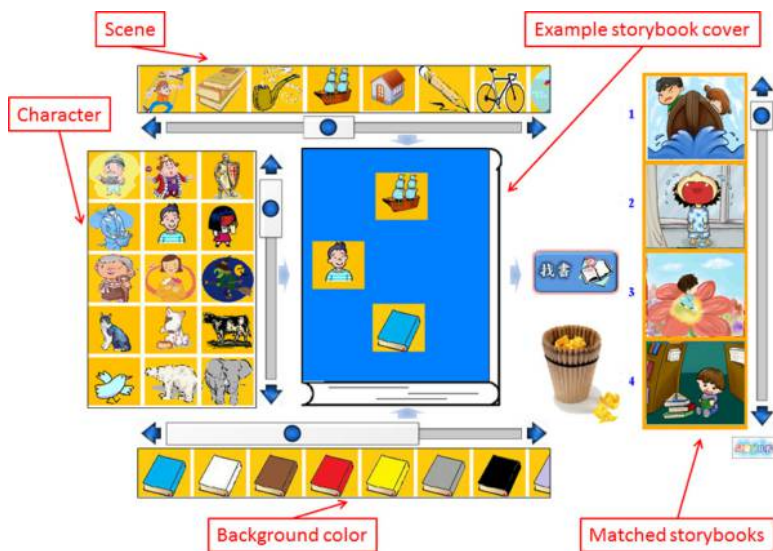 Scene
Example storybook cover
Character
1
2
找書
3
4
Background color
Matched storybooks